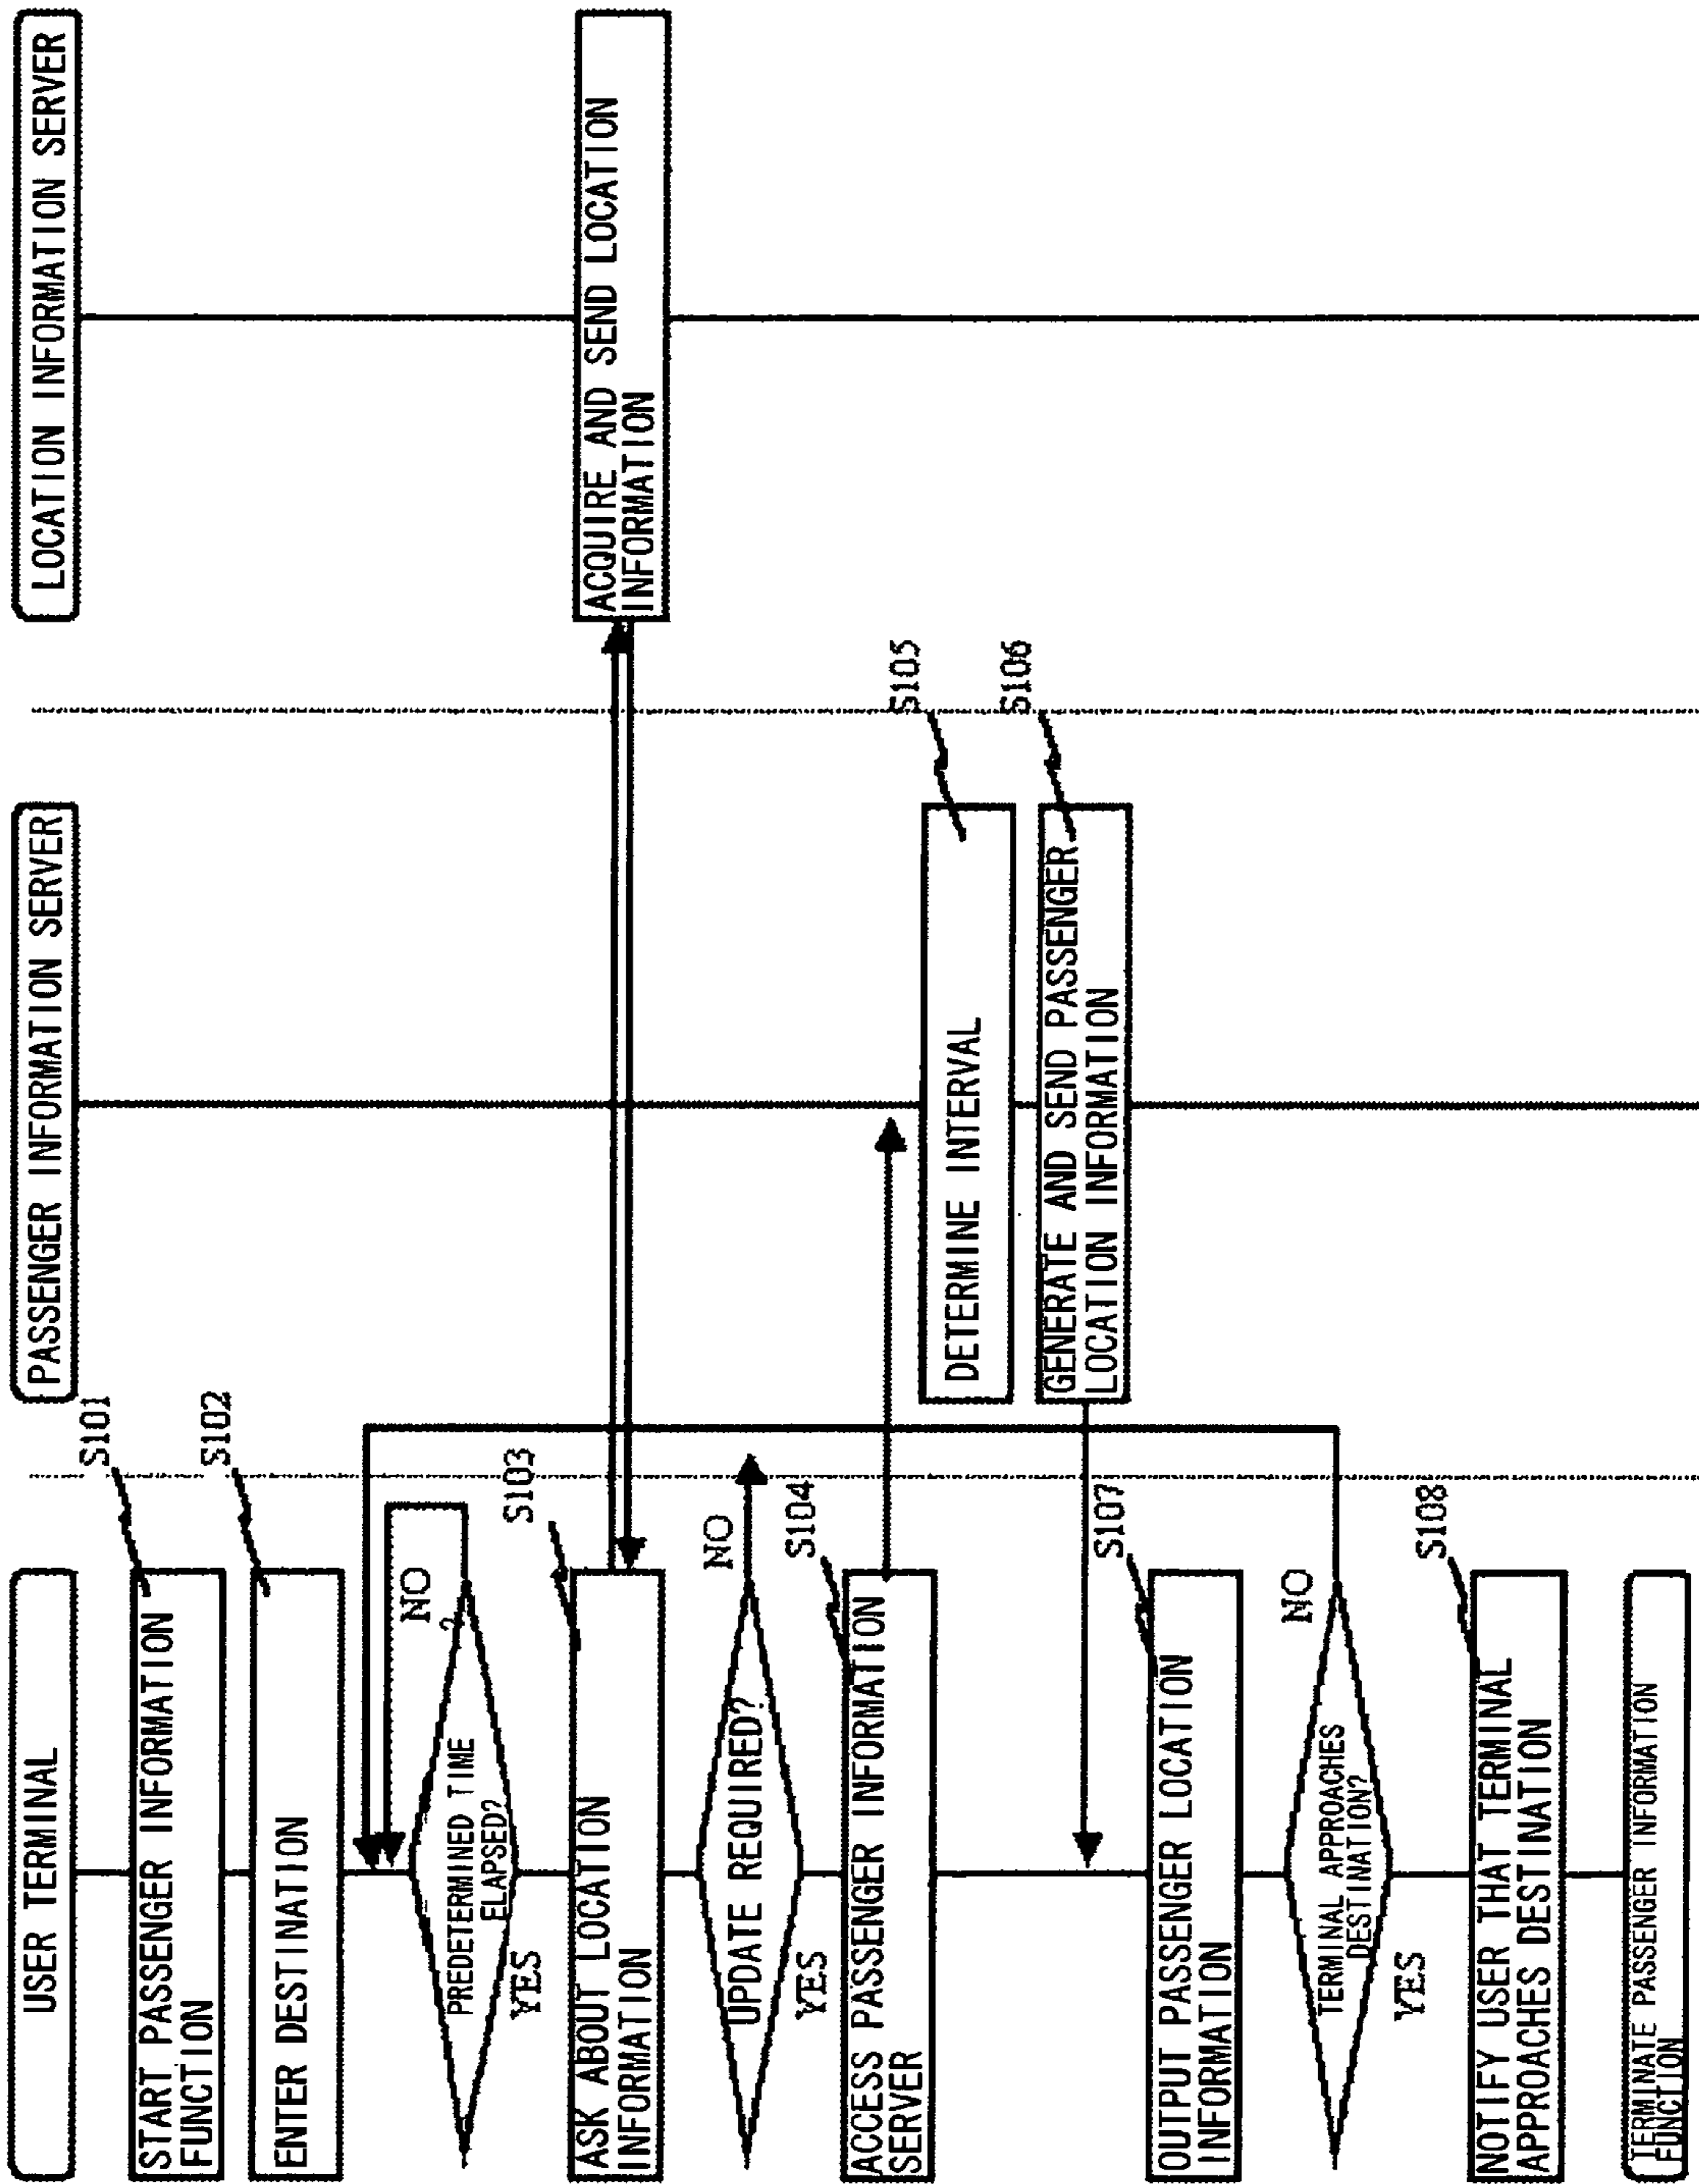 USER TERMINAL
PASSENGER INFORMATION SERVER
LOCATION INFORMATION SERVER
S101
START PASSENGER INFORMATION
FUNCTION
S102
ENTER DESTINATION
PREDETERMINED TIME
ELAPSED?
?
NO
YES
S103
ASK ABOUT LOCATION
INFORMATION
ACQUIRE AND SEND LOCATION
INFORMATION
UPDATE REQUIRED?
NO
YES
S104
ACCESS PASSENGER INFORMATION
SERVER
S105
DETERMINE INTERVAL
S106
GENERATE AND SEND PASSENGER
LOCATION INFORMATION
S107
OUTPUT PASSENGER LOCATION
INFORMATION
TERMINAL APPROACHES
DESTINATION?
NO
YES
S108
NOTIFY USER THAT TERMINAL
APPROACHES DESTINATION
TERMINATE PASSENGER INFORMATION
FUNCTION